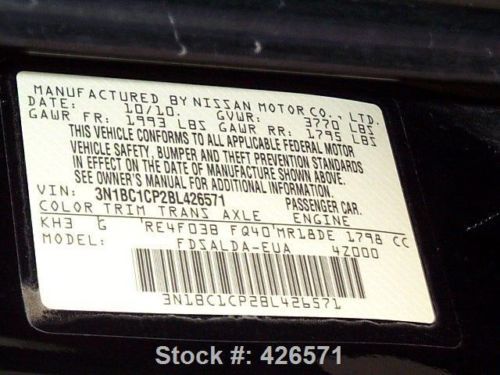 MANUFACTURED BY NISSAN MOTOR CO., LTD.
DATE: 10/10. GVWR: 3770 LBS
GAWR FR: 1993 LBS GAWR RR: 1795 LBS
THIS VEHICLE CONFORMS TO ALL APPLICABLE FEDERAL MOTOR
VEHICLE SAFETY, BUMPER AND THEFT PREVENTION STANDARDS
IN EFFECT ON THE DATE OF MANUFACTURE SHOWN ABOVE.
SEE OWNER'S MANUAL FOR ADDITIONAL INFORMATION.
VIN: 3N1BC1CP2BL426571 PASSENGER CAR.
COLOR TRIM TRANS AXLE ENGINE
KH3 G RE4F03B FQ40 MR18DE 1798 CC
MODEL: FDSALDA-EUA 4Z000
3N1BC1CP2BL426571
Stock #: 426571